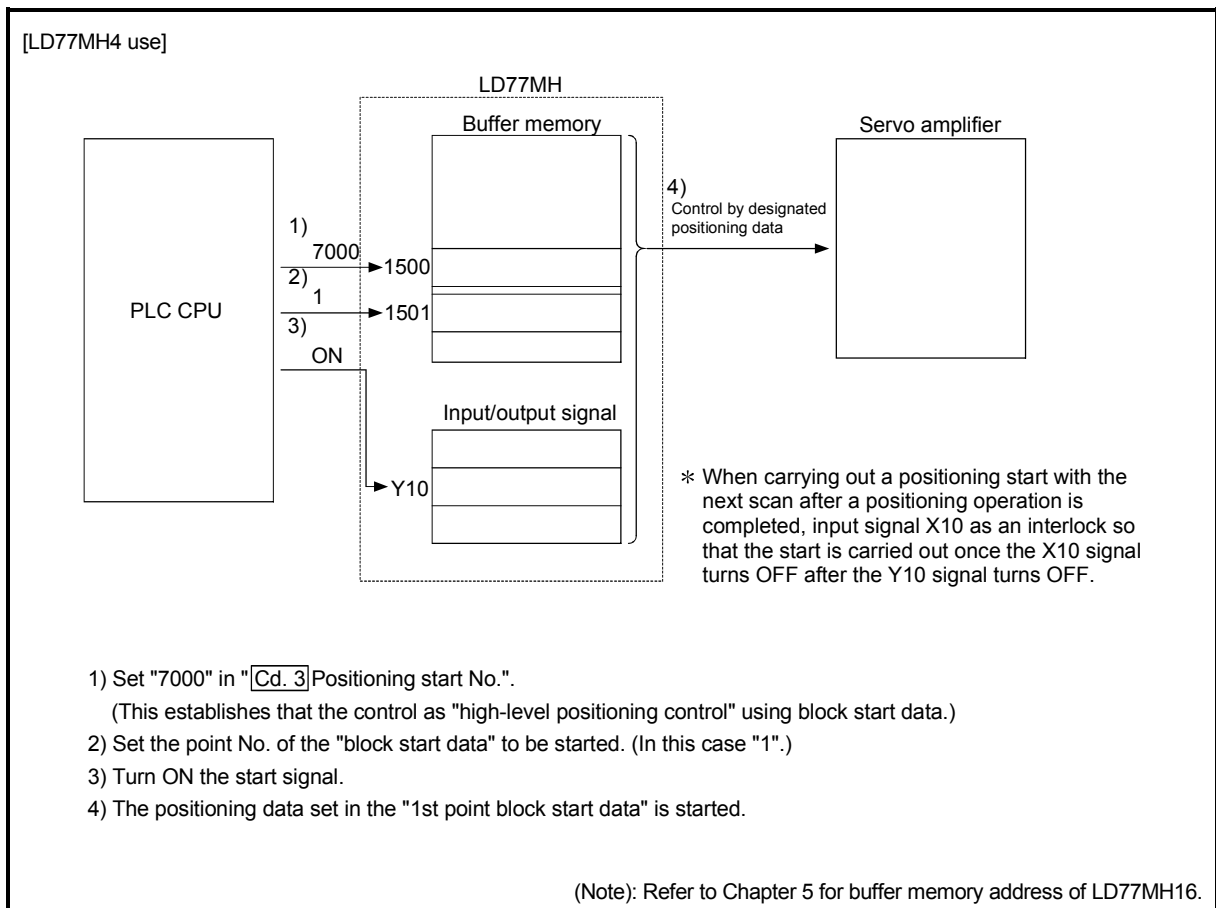 [LD77MH4 use]
LD77MH
Buffer memory
Servo amplifier
PLC CPU
1)
7000
1500
2)
1
1501
3)
ON
4)
Control by designated
positioning data
Input/output signal
Y10
* When carrying out a positioning start with the
next scan after a positioning operation is
completed, input signal X10 as an interlock so
that the start is carried out once the X10 signal
turns OFF after the Y10 signal turns OFF.
1) Set "7000" in "Cd. 3 Positioning start No.".
(This establishes that the control as "high-level positioning control" using block start data.)
2) Set the point No. of the "block start data" to be started. (In this case "1".)
3) Turn ON the start signal.
4) The positioning data set in the "1st point block start data" is started.
(Note): Refer to Chapter 5 for buffer memory address of LD77MH16.